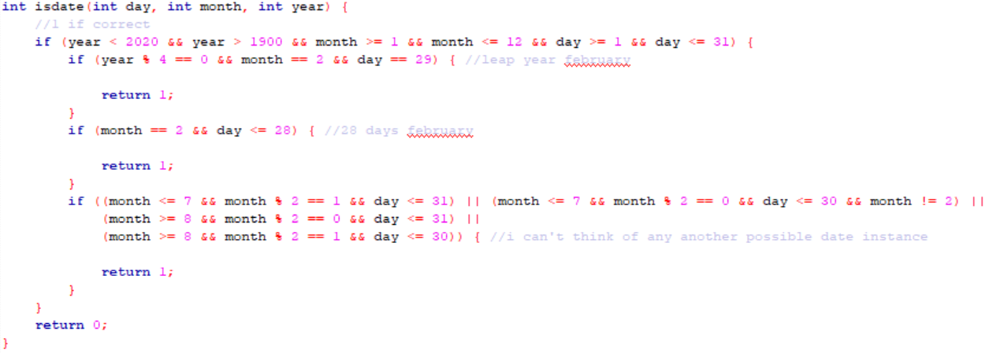 int isdate(int day, int month, int year) {
//1 if correct
if (year < 2020 && year > 1900 && month >= 1 && month <= 12 && day >= 1 && day <= 31) {
if (year % 4 == 0 && month == 2 && day == 29) { //leap year february
return 1;
}
if (month == 2 && day <= 28) { //28 days february
return 1;
}
if ((month <= 7 && month % 2 == 1 && day <= 31) || (month <= 7 && month % 2 == 0 && day <= 30 && month != 2) ||
(month >= 8 && month % 2 == 0 && day <= 31) ||
(month >= 8 && month % 2 == 1 && day <= 30)) { //i can't think of any another possible date instance
return 1;
}
}
return 0;
}